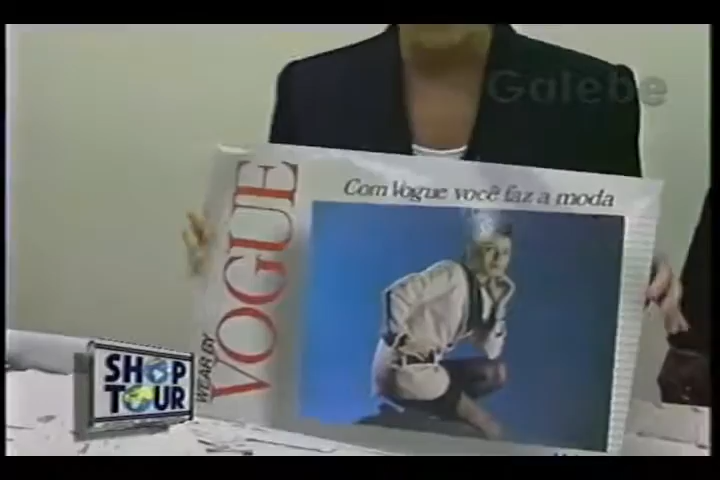 Galebe
Com Vogue você faz a moda
WEAR BY
VOGUE
SHOP
TOUR